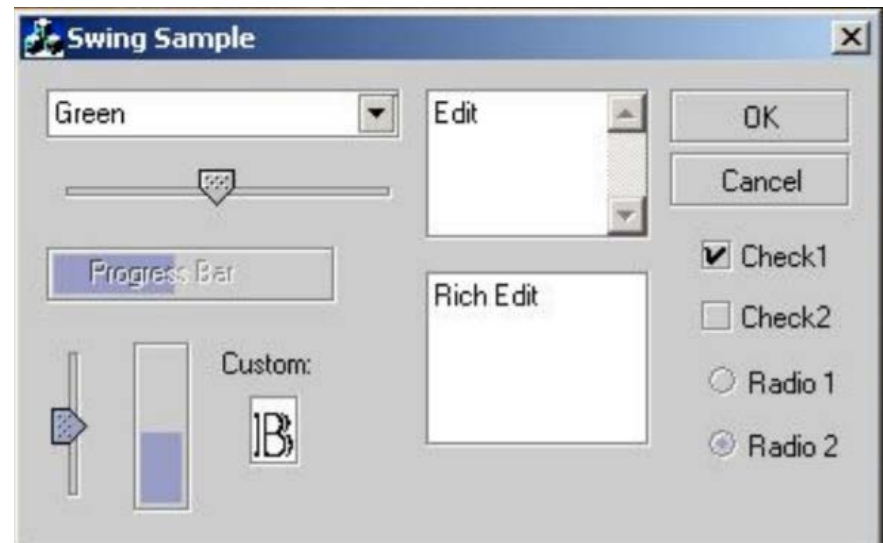 Swing Sample
Green
Edit
OK
Cancel
Progress Bar
Check1
Rich Edit
Check2
Custom:
Radio 1
B
Radio 2